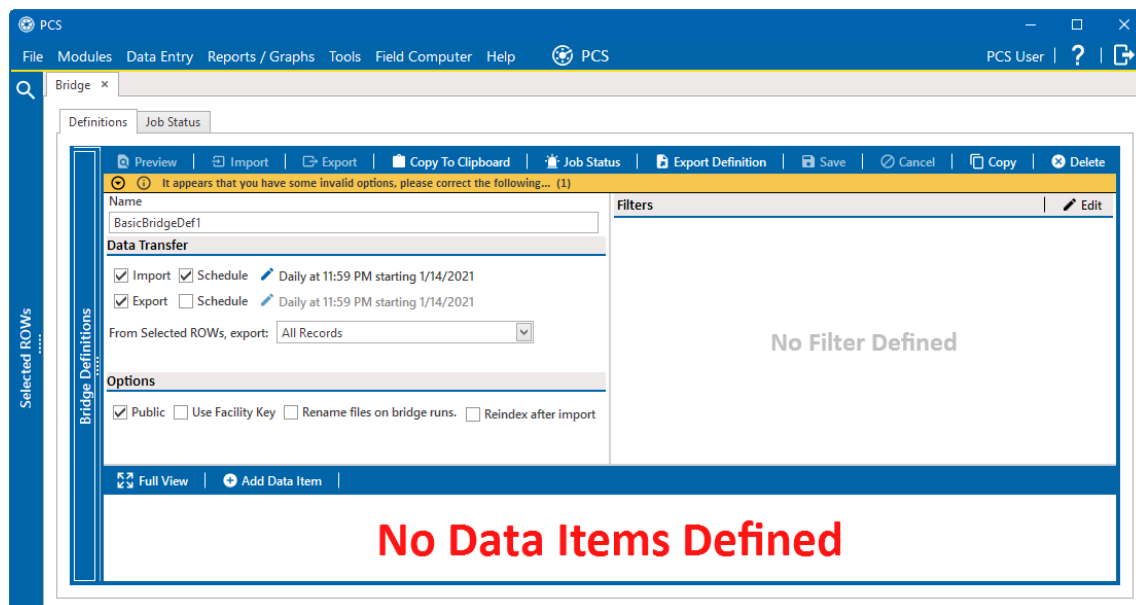 PCS
File Modules Data Entry Reports / Graphs Tools Field Computer Help PCS PCS User | ? |
Bridge ×
Definitions Job Status
Preview | Import | Export | Copy To Clipboard | Job Status | Export Definition | Save | Cancel | Copy | Delete
It appears that you have some invalid options, please correct the following... (1)
Name
BasicBridgeDef1
Data Transfer
Import Schedule Daily at 11:59 PM starting 1/14/2021
Export Schedule Daily at 11:59 PM starting 1/14/2021
From Selected ROWs, export: All Records
Options
Public Use Facility Key Rename files on bridge runs. Reindex after import
Filters | Edit
No Filter Defined
Selected ROWs
Bridge Definitions
Full View | Add Data Item |
No Data Items Defined